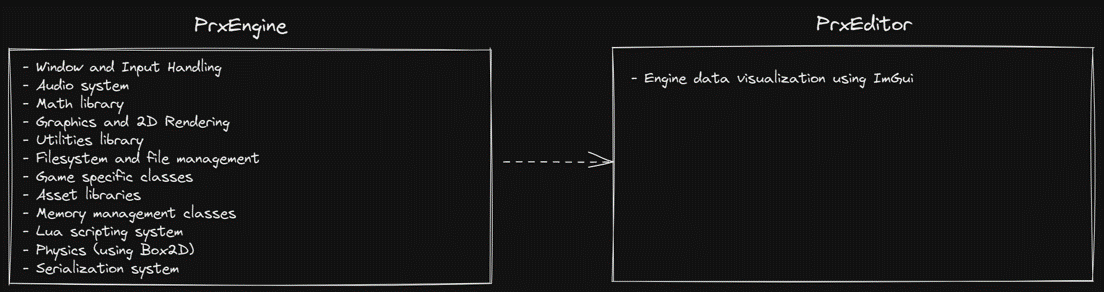 PrxEngine
- Window and Input Handling
- Audio system
- Math library
- Graphics and 2D Rendering
- Utilities library
- Filesystem and file management
- Game specific classes
- Asset libraries
- Memory management classes
- Lua scripting system
- Physics (using Box2D)
- Serialization system
PrxEditor
- Engine data visualization using ImGui